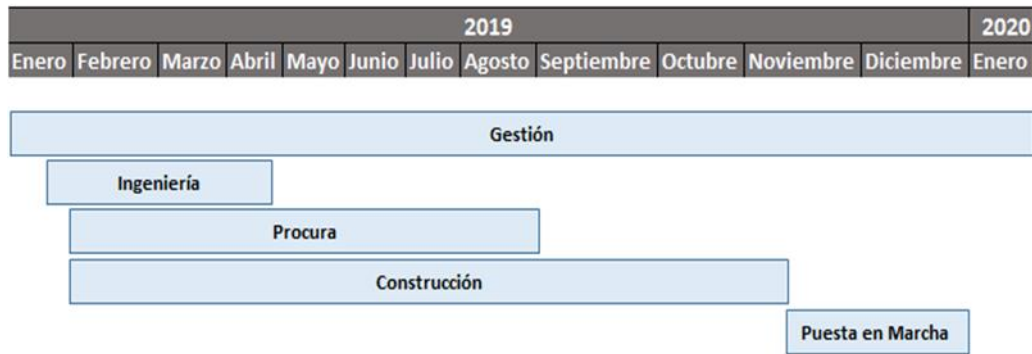 2019 2020
Enero Febrero Marzo Abril Mayo Junio Julio Agosto Septiembre Octubre Noviembre Diciembre Enero
Gestión
Ingeniería
Procura
Construcción
Puesta en Marcha